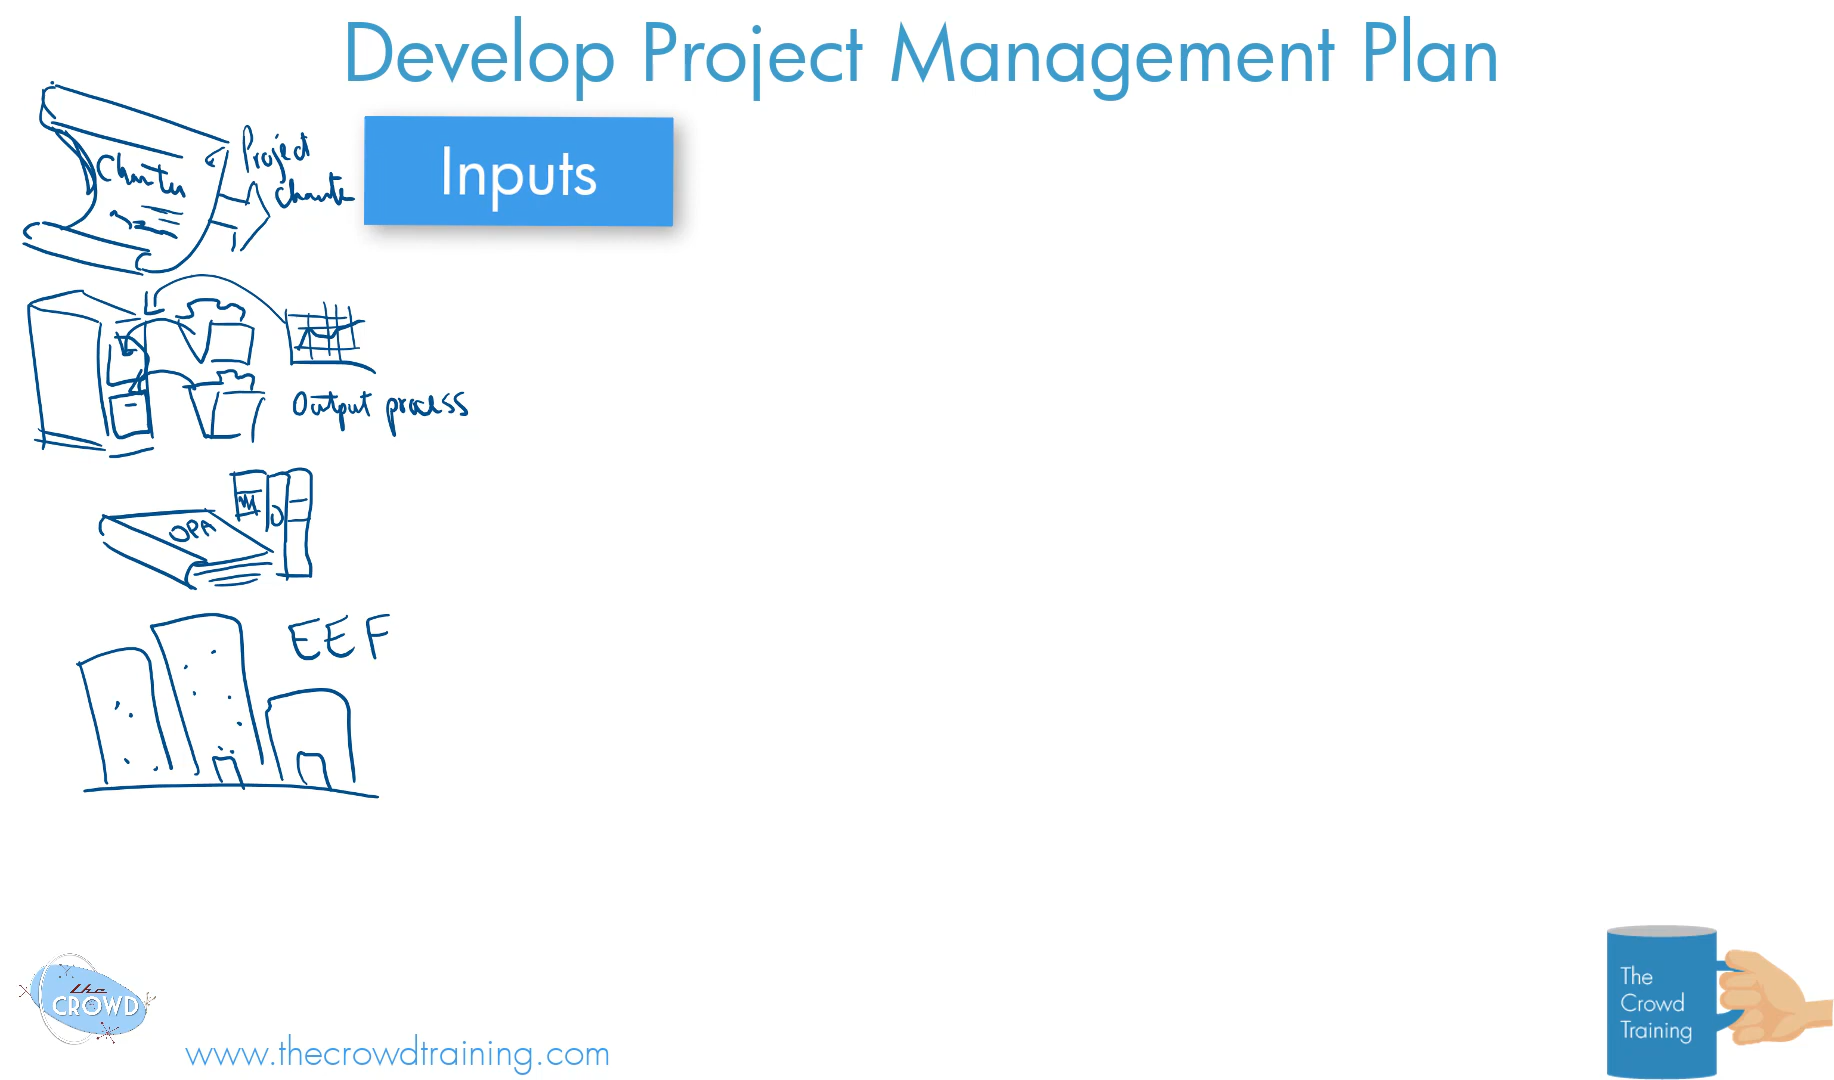 Develop Project Management Plan
Inputs
Charter
Project
Charte
Output process
OPA
EEF
the
CROWD
www.thecrowdtraining.com
The
Crowd
Training